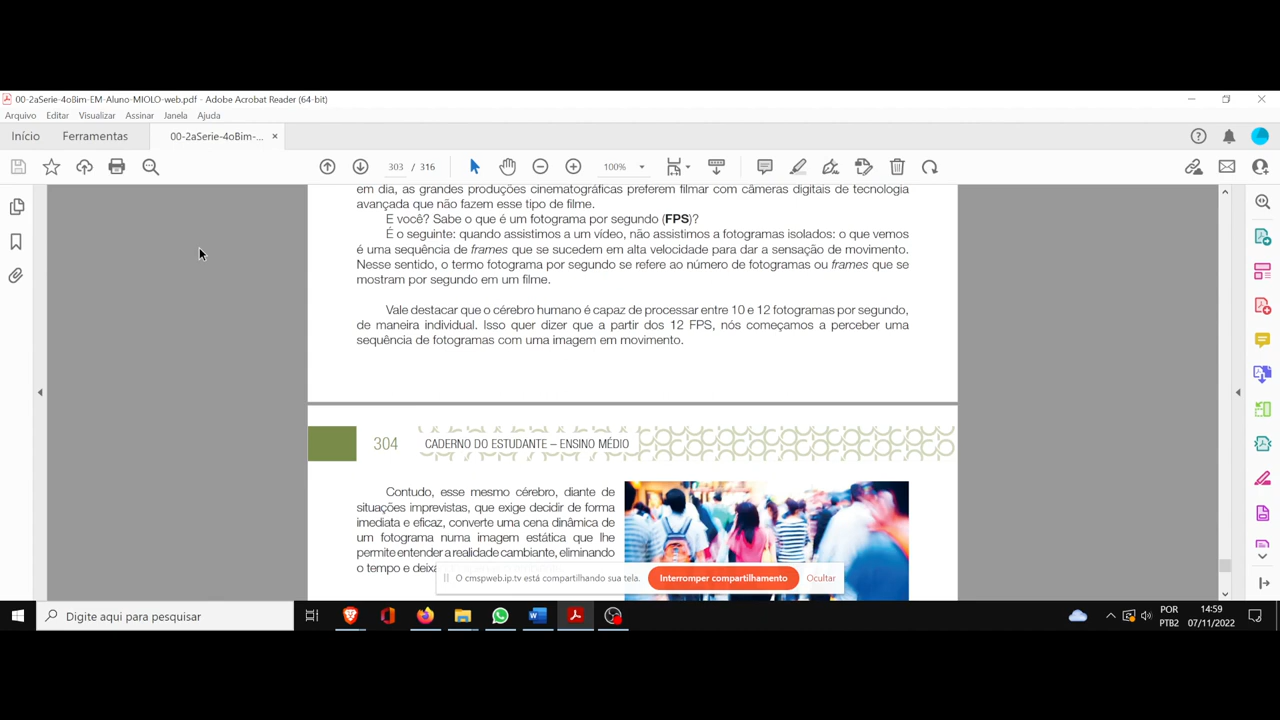 00-2aSerie-4oBim-EM-Aluno-MIOLO-web.pdf - Adobe Acrobat Reader (64-bit)
Arquivo Editar Visualizar Assinar Janela Ajuda
Início Ferramentas 00-2aSerie-4oBim-... ×
303 / 316 100%
em dia, as grandes produções cinematográficas preferem filmar com câmeras digitais de tecnologia
avançada que não fazem esse tipo de filme.
E você? Sabe o que é um fotograma por segundo (FPS)?
É o seguinte: quando assistimos a um vídeo, não assistimos a fotogramas isolados: o que vemos
é uma sequência de frames que se sucedem em alta velocidade para dar a sensação de movimento.
Nesse sentido, o termo fotograma por segundo se refere ao número de fotogramas ou frames que se
mostram por segundo em um filme.
Vale destacar que o cérebro humano é capaz de processar entre 10 e 12 fotogramas por segundo,
de maneira individual. Isso quer dizer que a partir dos 12 FPS, nós começamos a perceber uma
sequência de fotogramas com uma imagem em movimento.
304 CADERNO DO ESTUDANTE – ENSINO MÉDIO
Contudo, esse mesmo cérebro, diante de
situações imprevistas, que exige decidir de forma
imediata e eficaz, converte uma cena dinâmica de
um fotograma numa imagem estática que lhe
permite entender a realidade cambiante, eliminando
o tempo e deixa
O cmspweb.ip.tv está compartilhando sua tela. Interromper compartilhamento Ocultar
Digite aqui para pesquisar
POR
PTB2
14:59
07/11/2022